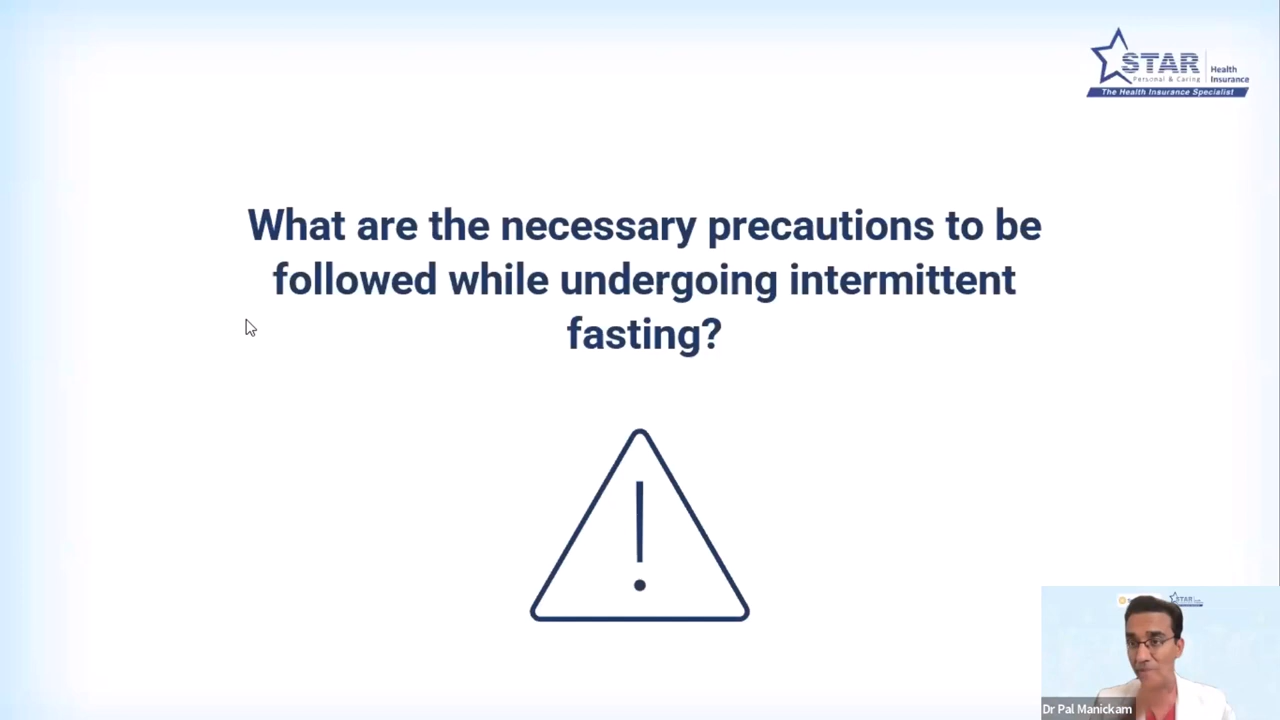 STAR
Health
Insurance
Personal & Caring
The Health Insurance Specialist
What are the necessary precautions to be
followed while undergoing intermittent
fasting?
STAR
Dr Pal Manickam